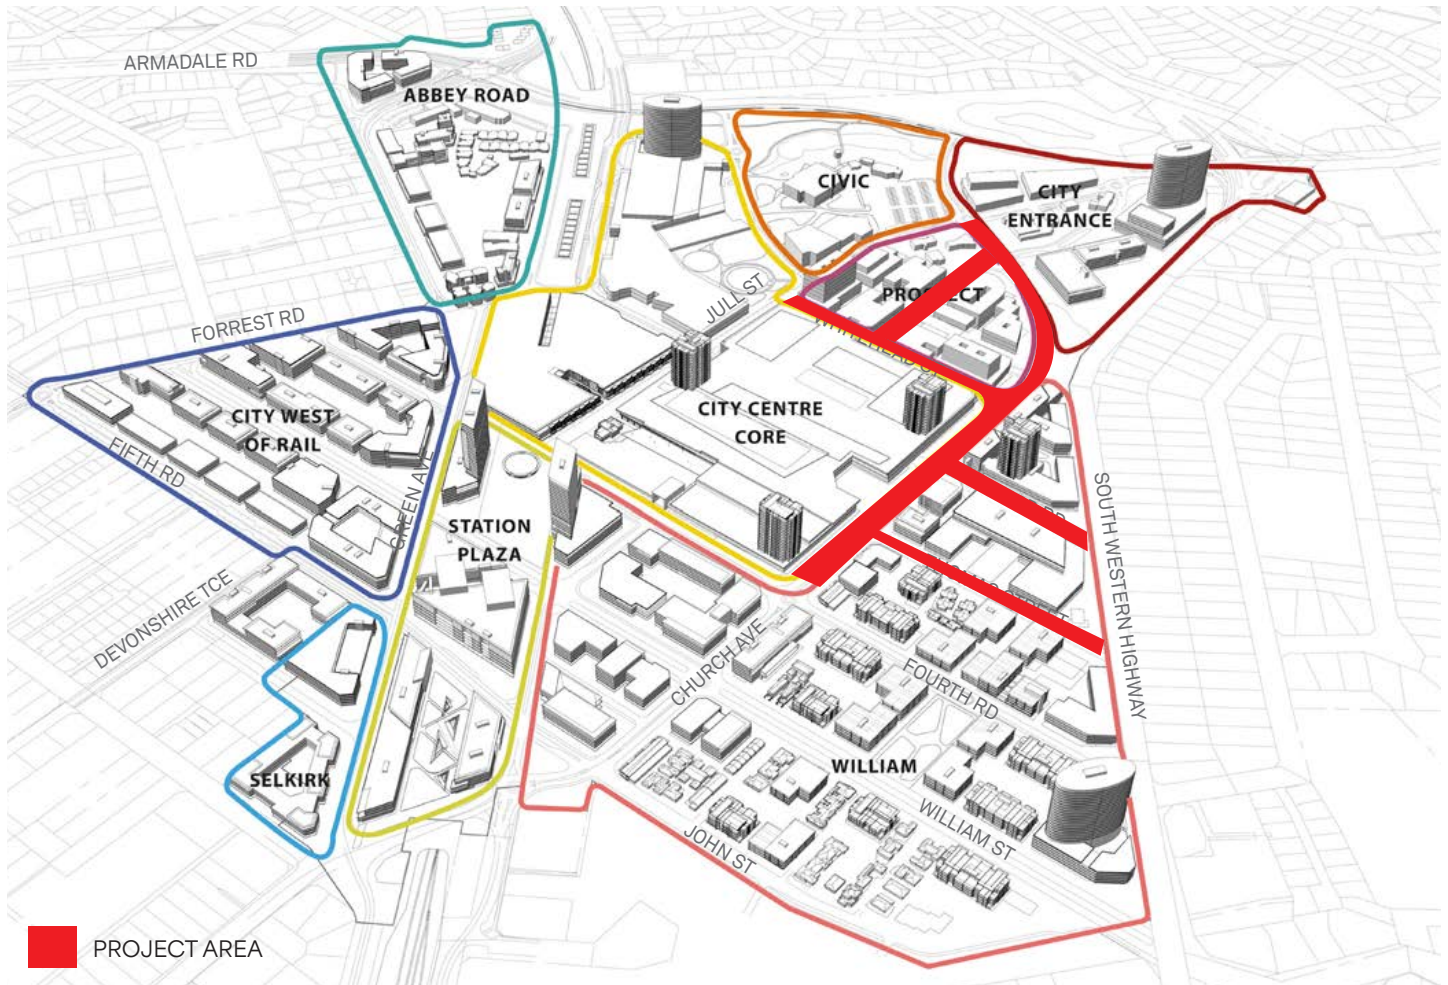 ARMADALE RD
ABBEY ROAD
CIVIC
CITY
ENTRANCE
JULL ST
FORREST RD
CITY CENTRE
CORE
CITY WEST
OF RAIL
FIFTH RD
GREEN AVE
STATION
PLAZA
SOUTH WESTERN HIGHWAY
DEVONSHIRE TCE
CHURCH AVE
FOURTH RD
SELKIRK
WILLIAM
WILLIAM ST
JOHN ST
PROJECT AREA